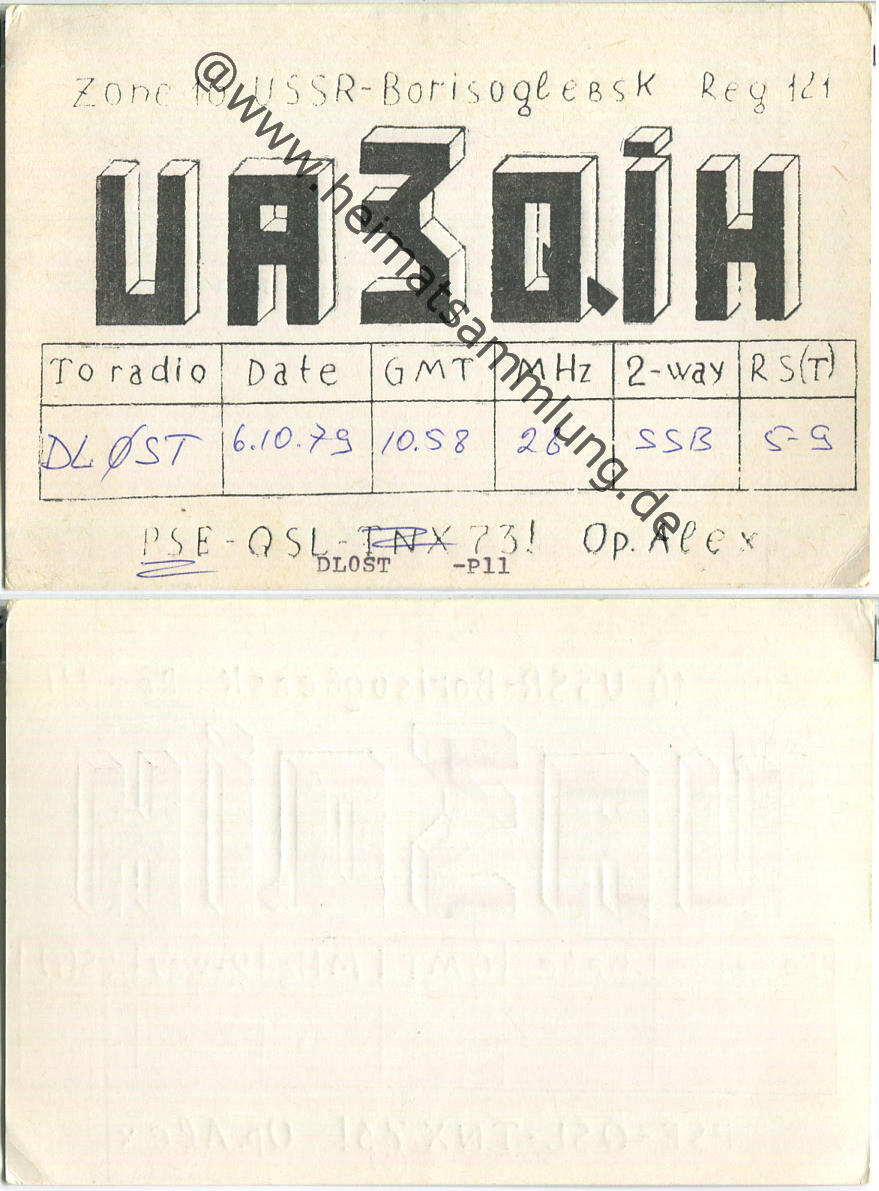 Zone 16 USSR-Borisoglebsk Reg 121
UA3QiH
To radio Date GMT MHz 2-way RS(T)
DLØST 6.10.79 10.58 28 SSB 5-9
PSE-QSL-TNX 73! Op. Alex
DL0ST -P11
@www.heimatsammlung.de